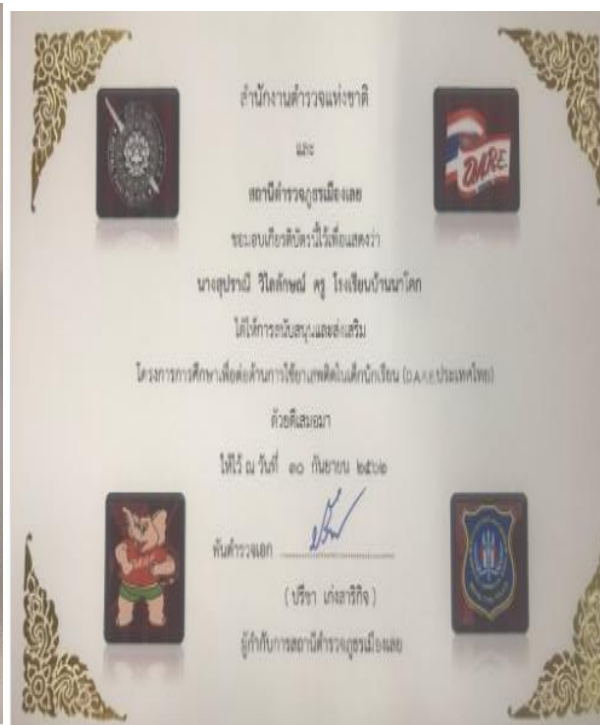 สำนักงานตำรวจแห่งชาติ
และ
สถานีตำรวจภูธรเมืองเลย
ขอมอบเกียรติบัตรนี้ไว้เพื่อแสดงว่า
นางสุปราณี วิไลลักษณ์ ครู โรงเรียนบ้านนาโคก
ได้ให้การสนับสนุนและส่งเสริม
โครงการการศึกษาเพื่อต่อต้านการใช้ยาเสพติดในเด็กนักเรียน (D.A.R.E.ประเทศไทย)
ด้วยดีเสมอมา
ให้ไว้ ณ วันที่ ๓๐ กันยายน ๒๕๖๒
พันตำรวจเอก
( ปรีชา เก่งสาริกิจ )
ผู้กำกับการสถานีตำรวจภูธรเมืองเลย
DARE